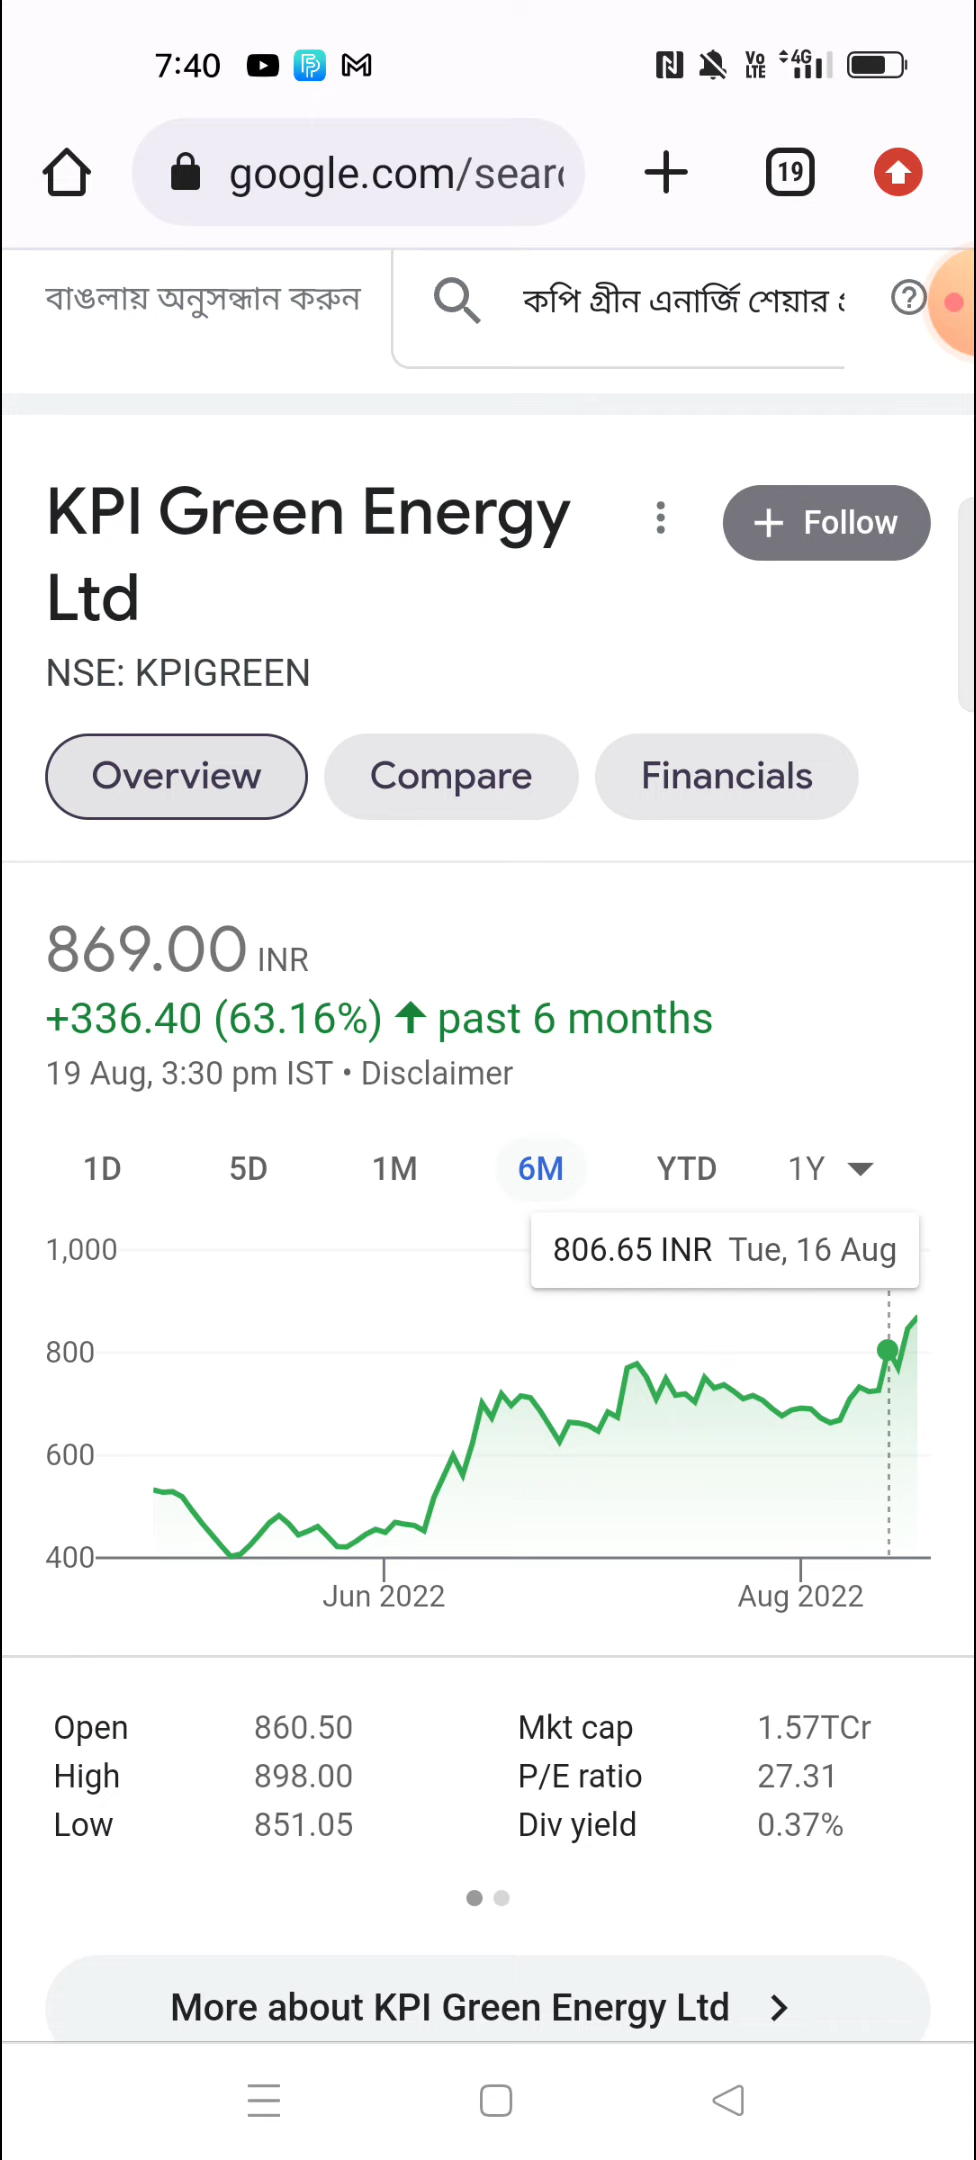 7:40
Vo LTE 4G
google.com/sear
19
বাঙলায় অনুসন্ধান করুন
কপি গ্রীন এনার্জি শেয়ার
KPI Green Energy
Ltd
+ Follow
NSE: KPIGREEN
Overview Compare Financials
869.00 INR
+336.40 (63.16%) ↑ past 6 months
19 Aug, 3:30 pm IST • Disclaimer
1D 5D 1M 6M YTD 1Y
806.65 INR Tue, 16 Aug
1,000
800
600
400
Jun 2022 Aug 2022
Open 860.50 Mkt cap 1.57TCr
High 898.00 P/E ratio 27.31
Low 851.05 Div yield 0.37%
More about KPI Green Energy Ltd >